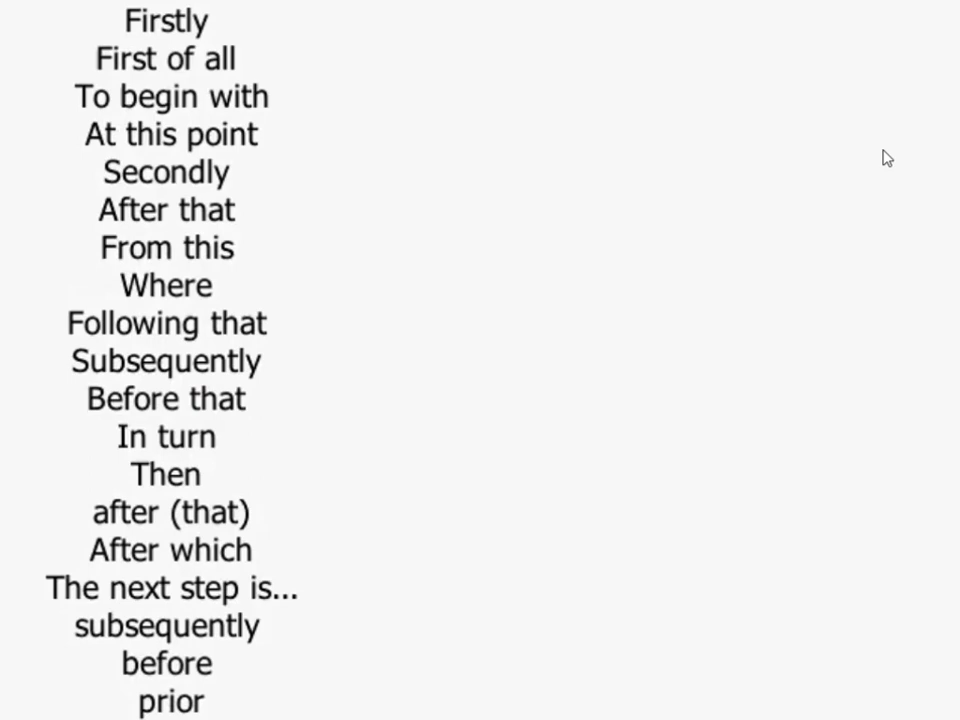 Firstly
First of all
To begin with
At this point
Secondly
After that
From this
Where
Following that
Subsequently
Before that
In turn
Then
after (that)
After which
The next step is...
subsequently
before
prior